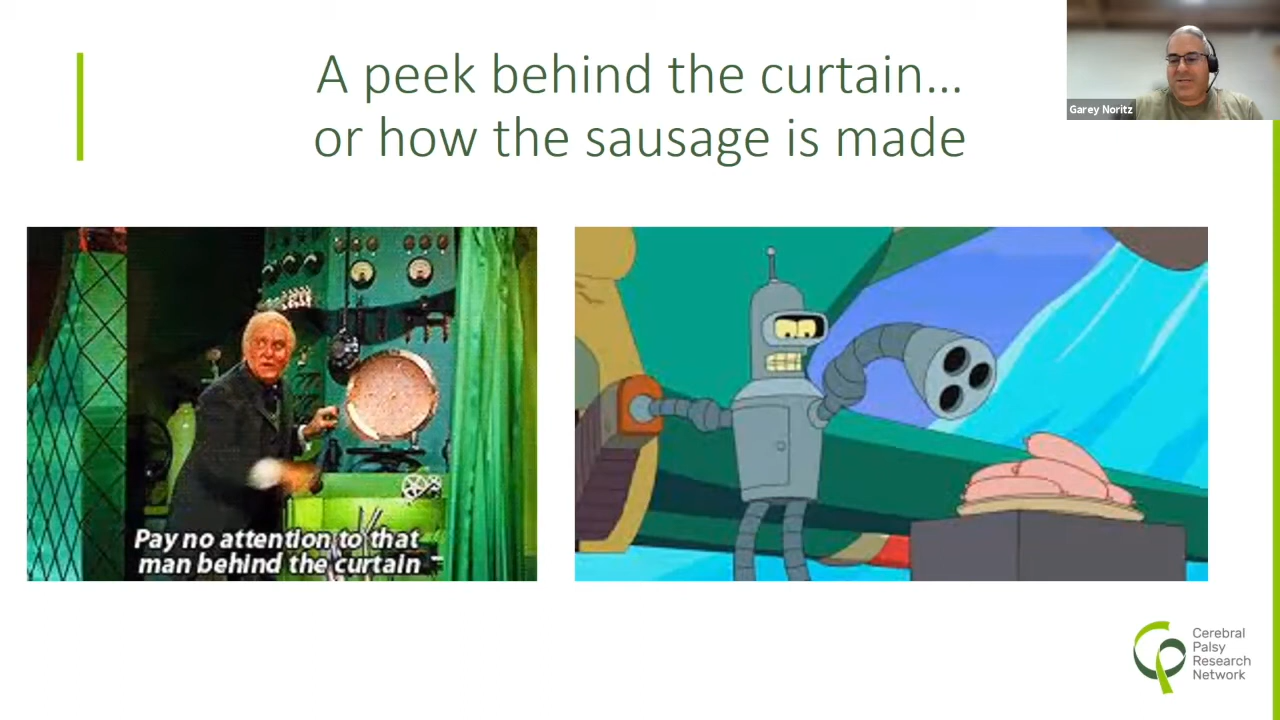 A peek behind the curtain...
or how the sausage is made
Garey Noritz
Pay no attention to that
man behind the curtain
Cerebral
Palsy
Research
Network